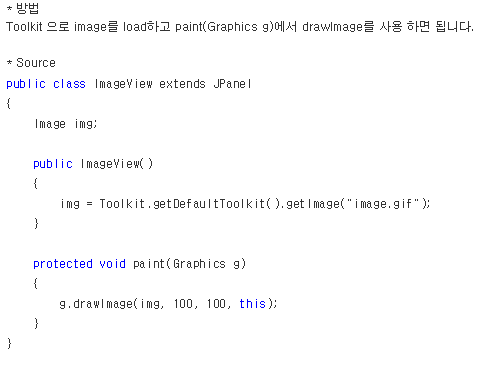 * 방법
Toolkit 으로 image를 load하고 paint(Graphics g)에서 drawImage를 사용 하면 됩니다.
* Source
public class ImageView extends JPanel
{
Image img;
public ImageView()
{
img = Toolkit.getDefaultToolkit().getImage("image.gif");
}
protected void paint(Graphics g)
{
g.drawImage(img, 100, 100, this);
}
}